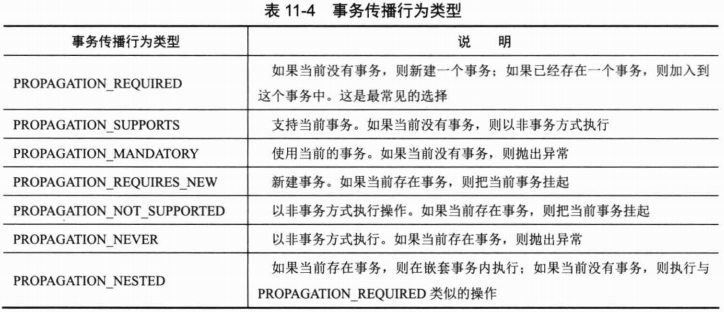 表 11-4 事务传播行为类型
事务传播行为类型 说 明
PROPAGATION_REQUIRED 如果当前没有事务，则新建一个事务；如果已经存在一个事务，则加入到
这个事务中。这是最常见的选择
PROPAGATION_SUPPORTS 支持当前事务。如果当前没有事务，则以非事务方式执行
PROPAGATION_MANDATORY 使用当前的事务。如果当前没有事务，则抛出异常
PROPAGATION_REQUIRES_NEW 新建事务。如果当前存在事务，则把当前事务挂起
PROPAGATION_NOT_SUPPORTED 以非事务方式执行操作。如果当前存在事务，则把当前事务挂起
PROPAGATION_NEVER 以非事务方式执行。如果当前存在事务，则抛出异常
PROPAGATION_NESTED 如果当前存在事务，则在嵌套事务内执行；如果当前没有事务，则执行与
PROPAGATION_REQUIRED 类似的操作